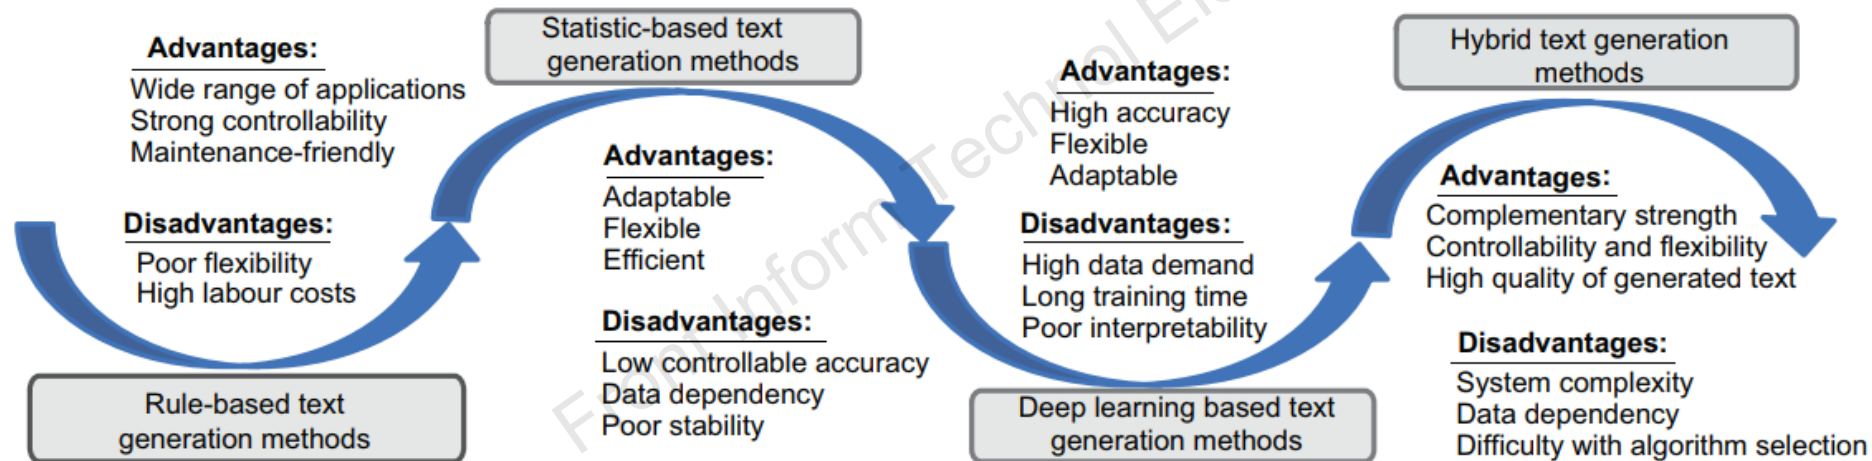 Advantages:
Wide range of applications
Strong controllability
Maintenance-friendly
Disadvantages:
Poor flexibility
High labour costs
Rule-based text
generation methods
Statistic-based text
generation methods
Advantages:
Adaptable
Flexible
Efficient
Disadvantages:
Low controllable accuracy
Data dependency
Poor stability
Advantages:
High accuracy
Flexible
Adaptable
Disadvantages:
High data demand
Long training time
Poor interpretability
Deep learning based text
generation methods
Hybrid text generation
methods
Advantages:
Complementary strength
Controllability and flexibility
High quality of generated text
Disadvantages:
System complexity
Data dependency
Difficulty with algorithm selection
Front Inform Technol